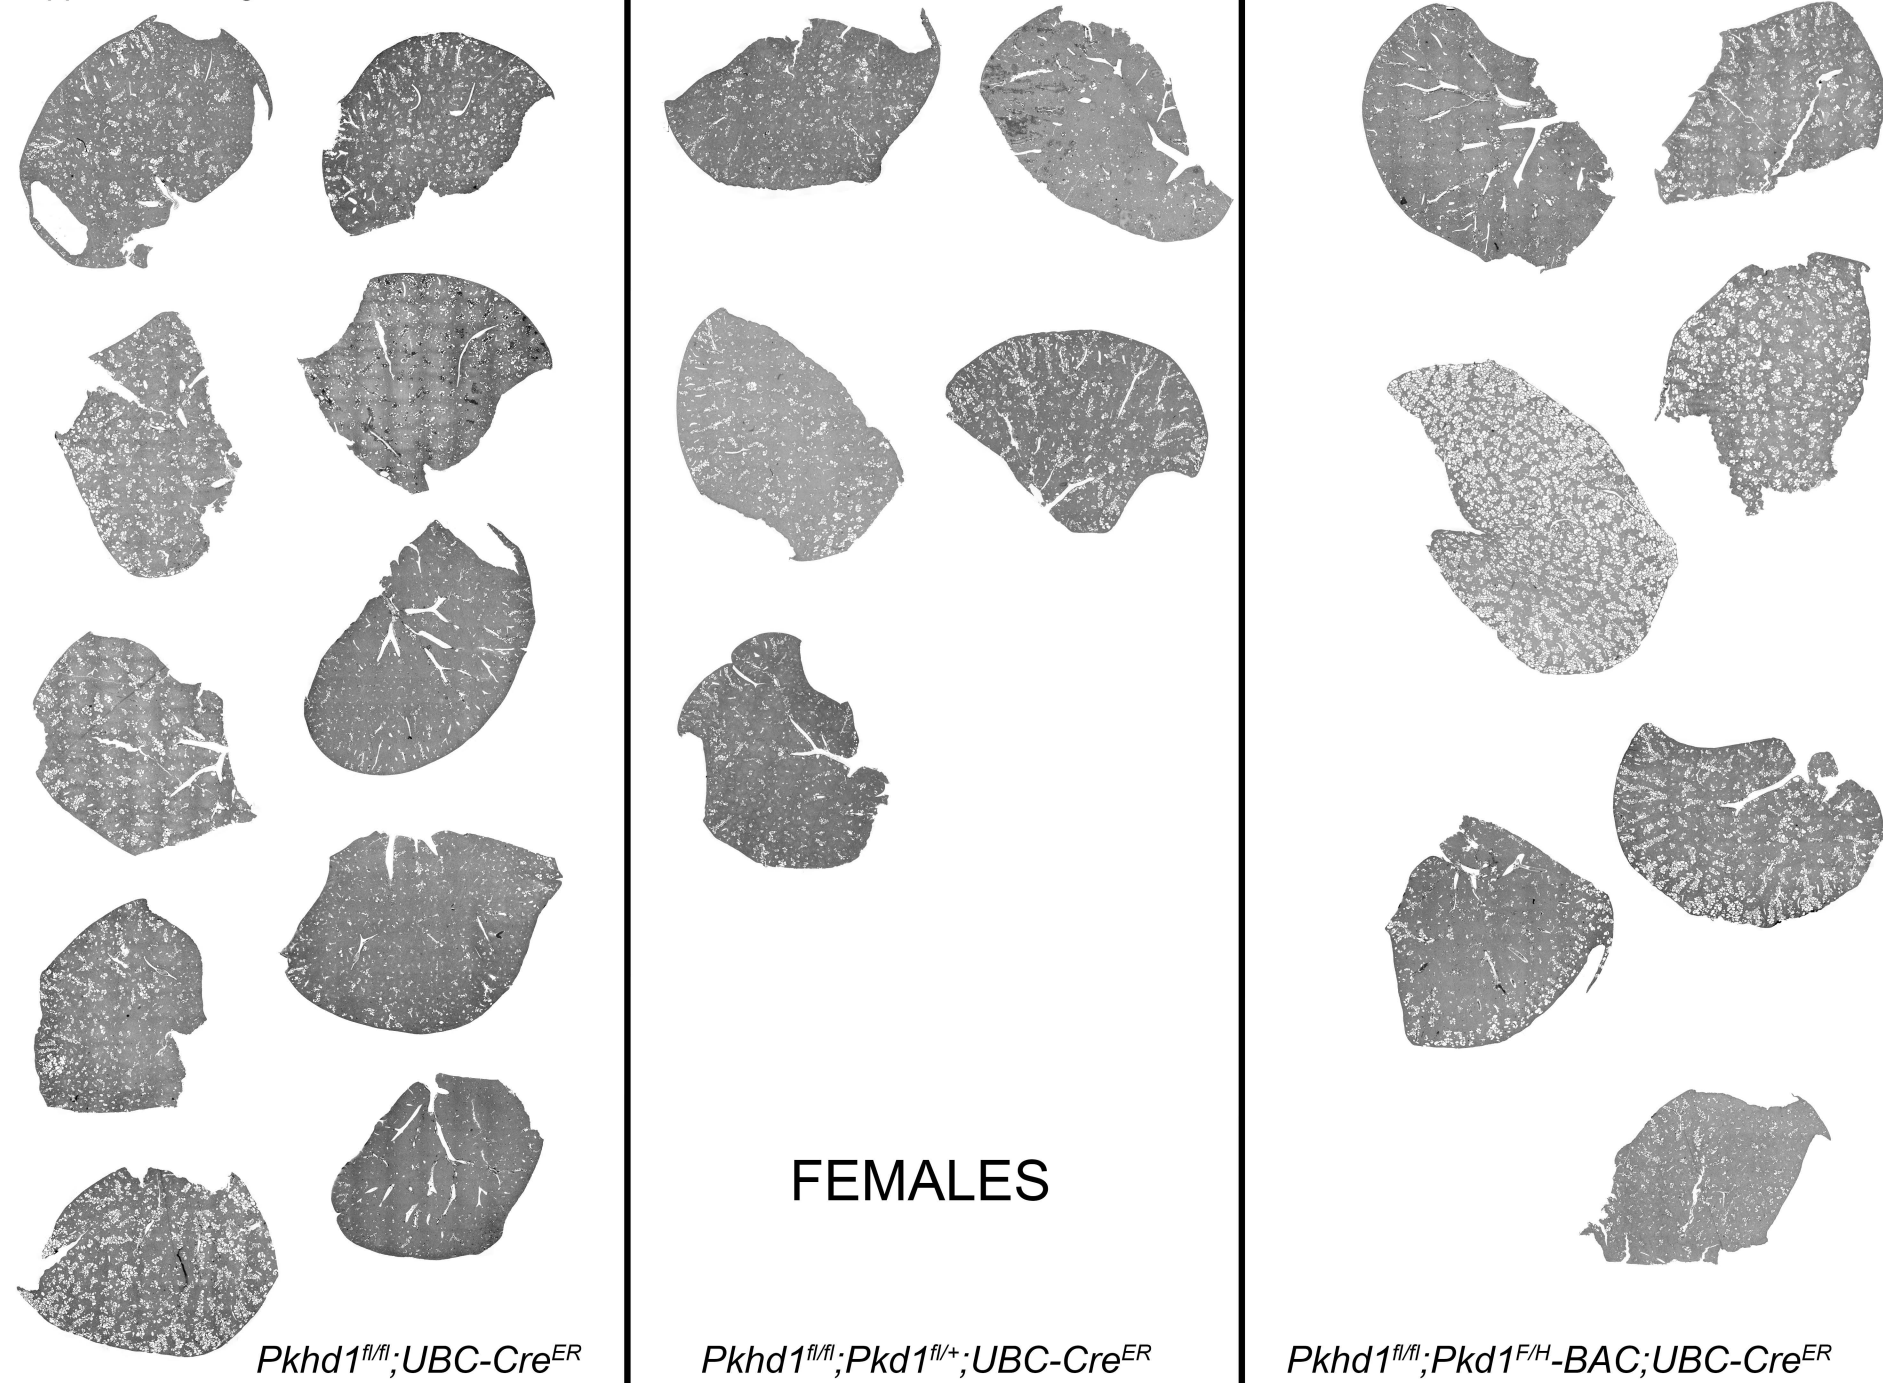 FEMALES
Pkhd1fl/fl;UBC-CreER
Pkhd1fl/fl;Pkd1fl/+;UBC-CreER
Pkhd1fl/fl;Pkd1F/H-BAC;UBC-CreER